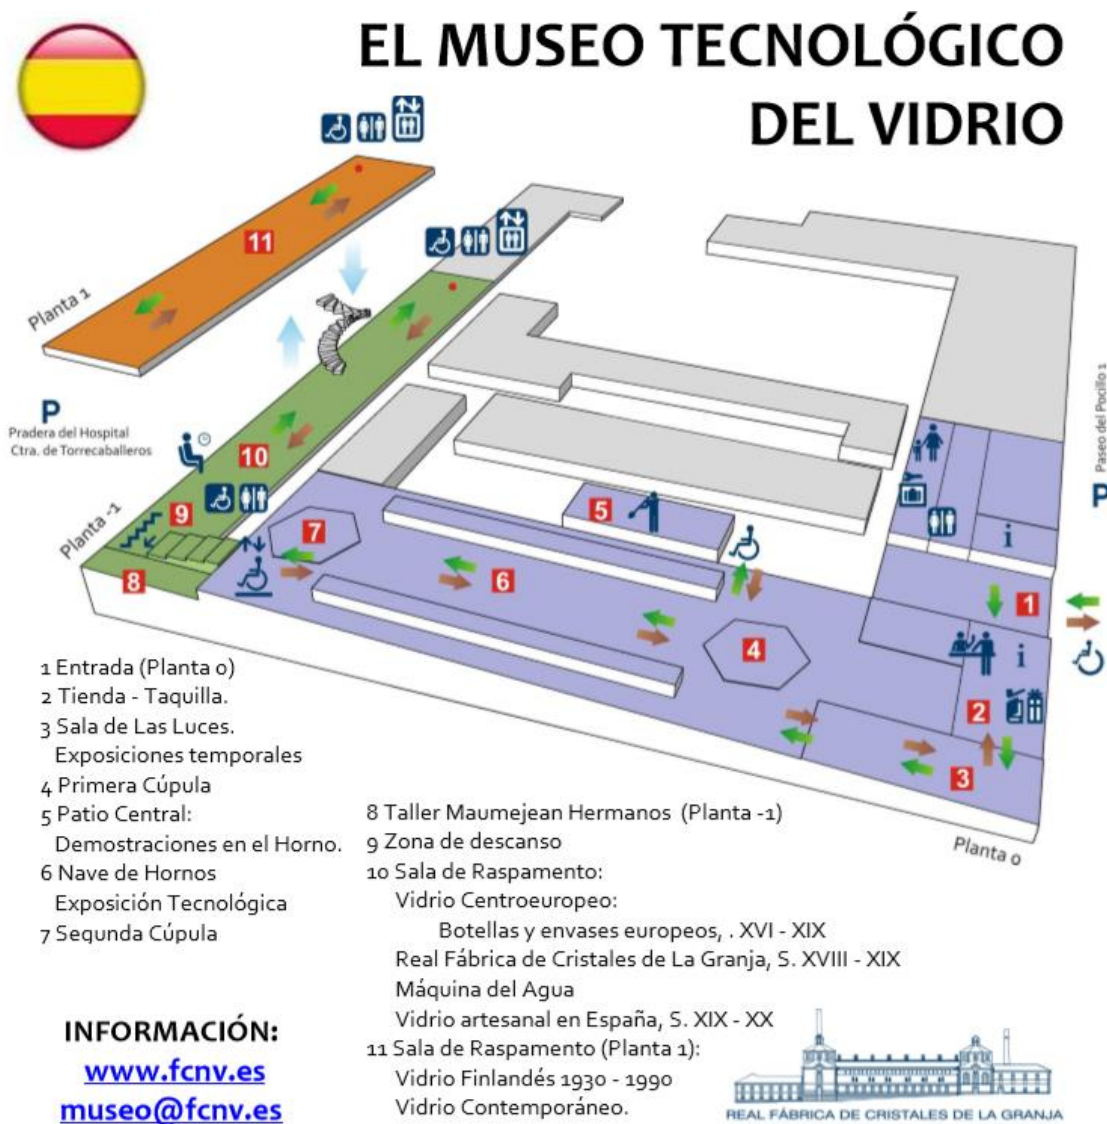 EL MUSEO TECNOLÓGICO
DEL VIDRIO
11
Planta 1
P
Pradera del Hospital
Ctra. de Torrecaballeros
10
9
Planta -1
8
7
6
5
4
i
1
i
2
3
Planta 0
Paseo del Pocillo 1
P
1 Entrada (Planta 0)
2 Tienda - Taquilla.
3 Sala de Las Luces.
Exposiciones temporales
4 Primera Cúpula
5 Patio Central:
Demostraciones en el Horno.
6 Nave de Hornos
Exposición Tecnológica
7 Segunda Cúpula
8 Taller Maumejean Hermanos (Planta -1)
9 Zona de descanso
10 Sala de Raspamento:
Vidrio Centroeuropeo:
Botellas y envases europeos, . XVI - XIX
Real Fábrica de Cristales de La Granja, S. XVIII - XIX
Máquina del Agua
Vidrio artesanal en España, S. XIX - XX
11 Sala de Raspamento (Planta 1):
Vidrio Finlandés 1930 - 1990
Vidrio Contemporáneo.
INFORMACIÓN:
www.fcnv.es
museo@fcnv.es
REAL FÁBRICA DE CRISTALES DE LA GRANJA